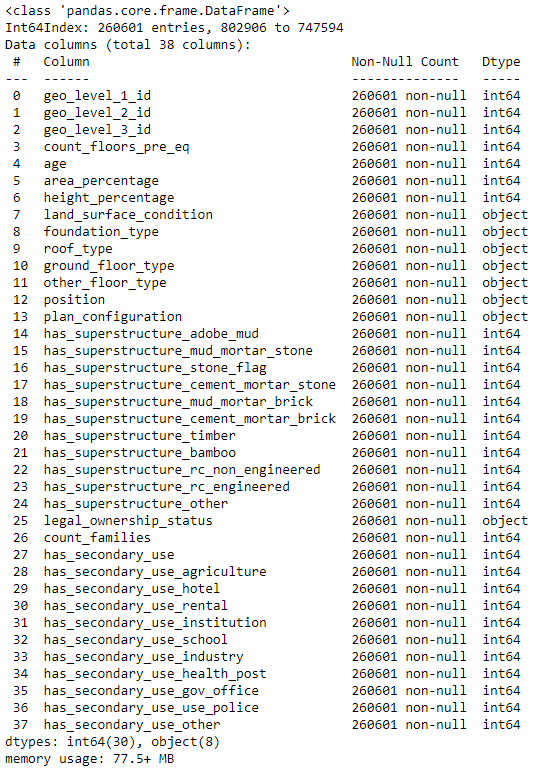 <class 'pandas.core.frame.DataFrame'>
Int64Index: 260601 entries, 802906 to 747594
Data columns (total 38 columns):
 #   Column                                  Non-Null Count   Dtype
---  ------                                  --------------   -----
 0   geo_level_1_id                          260601 non-null  int64
 1   geo_level_2_id                          260601 non-null  int64
 2   geo_level_3_id                          260601 non-null  int64
 3   count_floors_pre_eq                     260601 non-null  int64
 4   age                                     260601 non-null  int64
 5   area_percentage                         260601 non-null  int64
 6   height_percentage                       260601 non-null  int64
 7   land_surface_condition                  260601 non-null  object
 8   foundation_type                         260601 non-null  object
 9   roof_type                               260601 non-null  object
 10  ground_floor_type                       260601 non-null  object
 11  other_floor_type                        260601 non-null  object
 12  position                                260601 non-null  object
 13  plan_configuration                      260601 non-null  object
 14  has_superstructure_adobe_mud            260601 non-null  int64
 15  has_superstructure_mud_mortar_stone     260601 non-null  int64
 16  has_superstructure_stone_flag           260601 non-null  int64
 17  has_superstructure_cement_mortar_stone  260601 non-null  int64
 18  has_superstructure_mud_mortar_brick     260601 non-null  int64
 19  has_superstructure_cement_mortar_brick  260601 non-null  int64
 20  has_superstructure_timber               260601 non-null  int64
 21  has_superstructure_bamboo               260601 non-null  int64
 22  has_superstructure_rc_non_engineered    260601 non-null  int64
 23  has_superstructure_rc_engineered        260601 non-null  int64
 24  has_superstructure_other                260601 non-null  int64
 25  legal_ownership_status                  260601 non-null  object
 26  count_families                          260601 non-null  int64
 27  has_secondary_use                       260601 non-null  int64
 28  has_secondary_use_agriculture           260601 non-null  int64
 29  has_secondary_use_hotel                 260601 non-null  int64
 30  has_secondary_use_rental                260601 non-null  int64
 31  has_secondary_use_institution           260601 non-null  int64
 32  has_secondary_use_school                260601 non-null  int64
 33  has_secondary_use_industry              260601 non-null  int64
 34  has_secondary_use_health_post           260601 non-null  int64
 35  has_secondary_use_gov_office            260601 non-null  int64
 36  has_secondary_use_use_police            260601 non-null  int64
 37  has_secondary_use_other                 260601 non-null  int64
dtypes: int64(30), object(8)
memory usage: 77.5+ MB